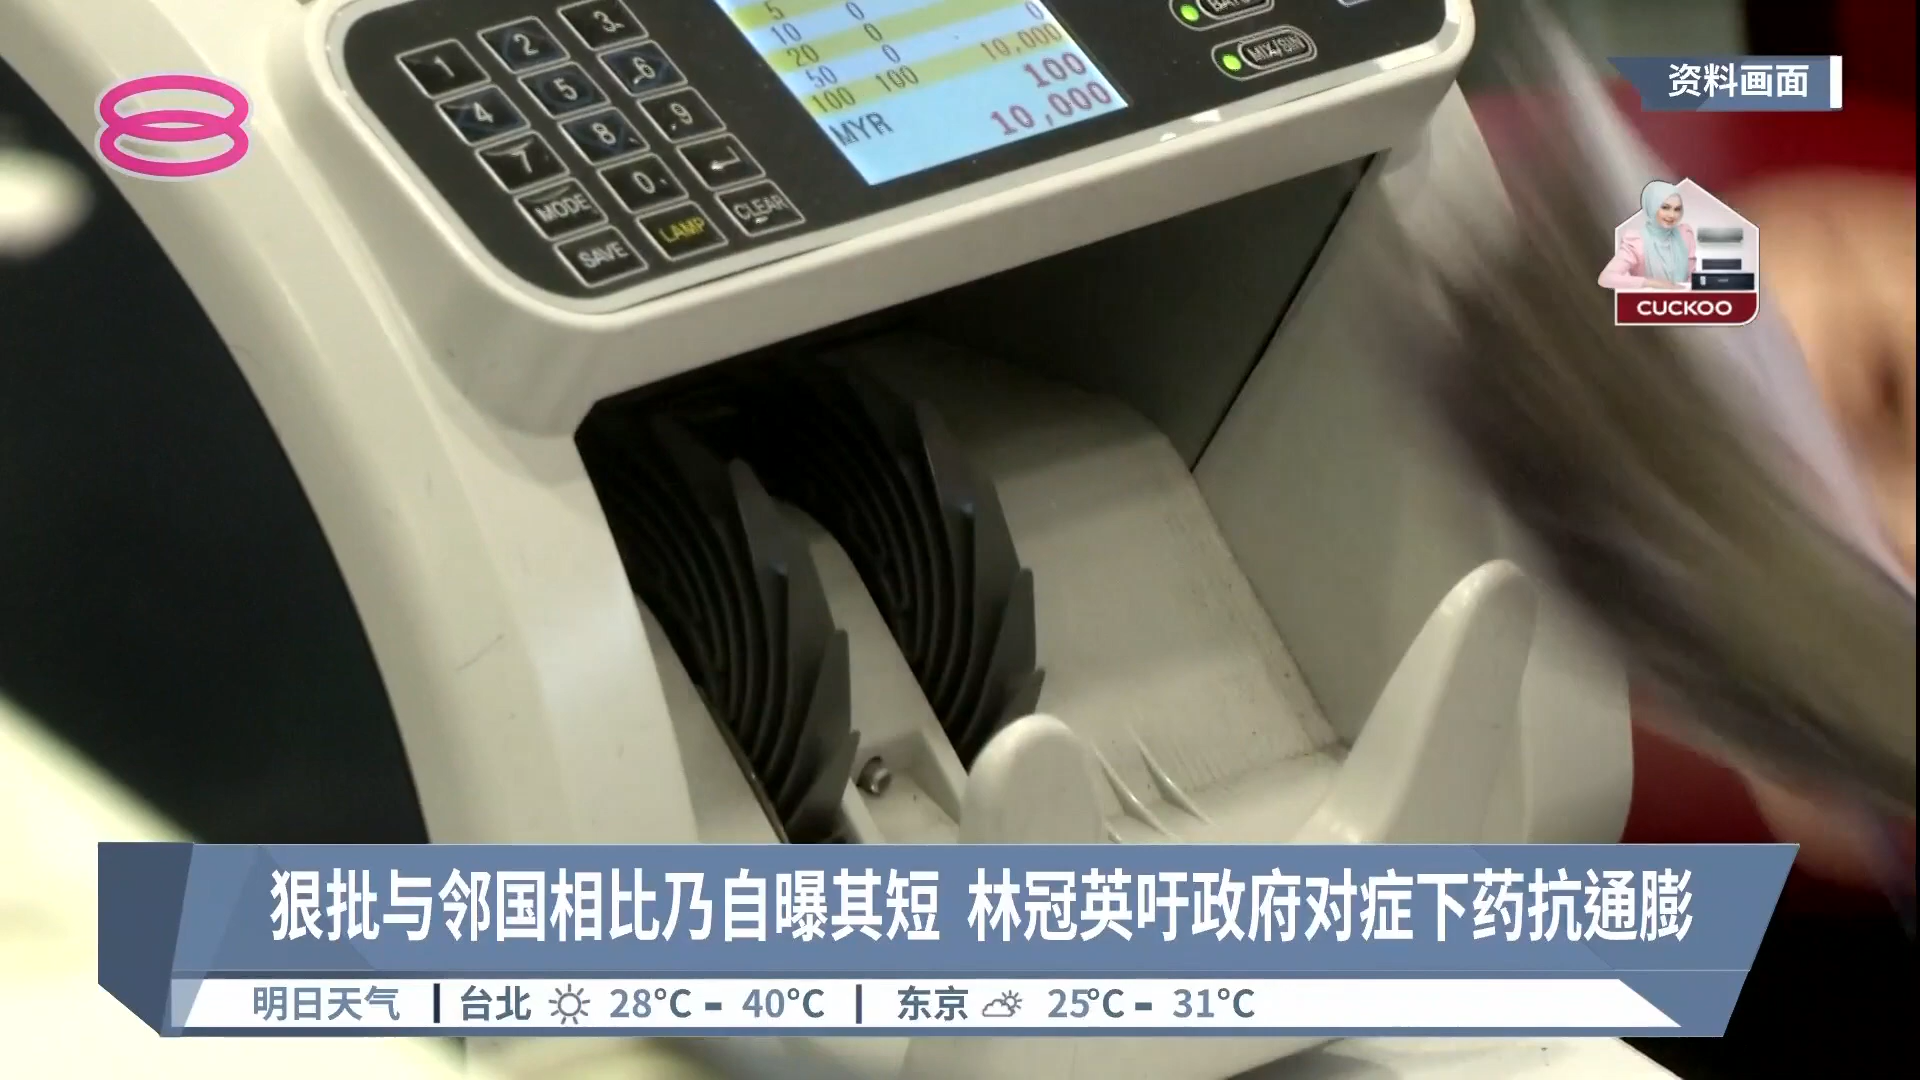 资料画面
CUCKOO
1 2 3
4 5 6
7 8 9
MODE 0
SAVE LAMP CLEAR
5 0
10 0 0
20 0
50 0 10,000
100 100 100
MYR 10,000
MIX/SIN
狠批与邻国相比乃自曝其短 林冠英吁政府对症下药抗通膨
明日天气 | 台北 28°C - 40°C | 东京 25°C - 31°C